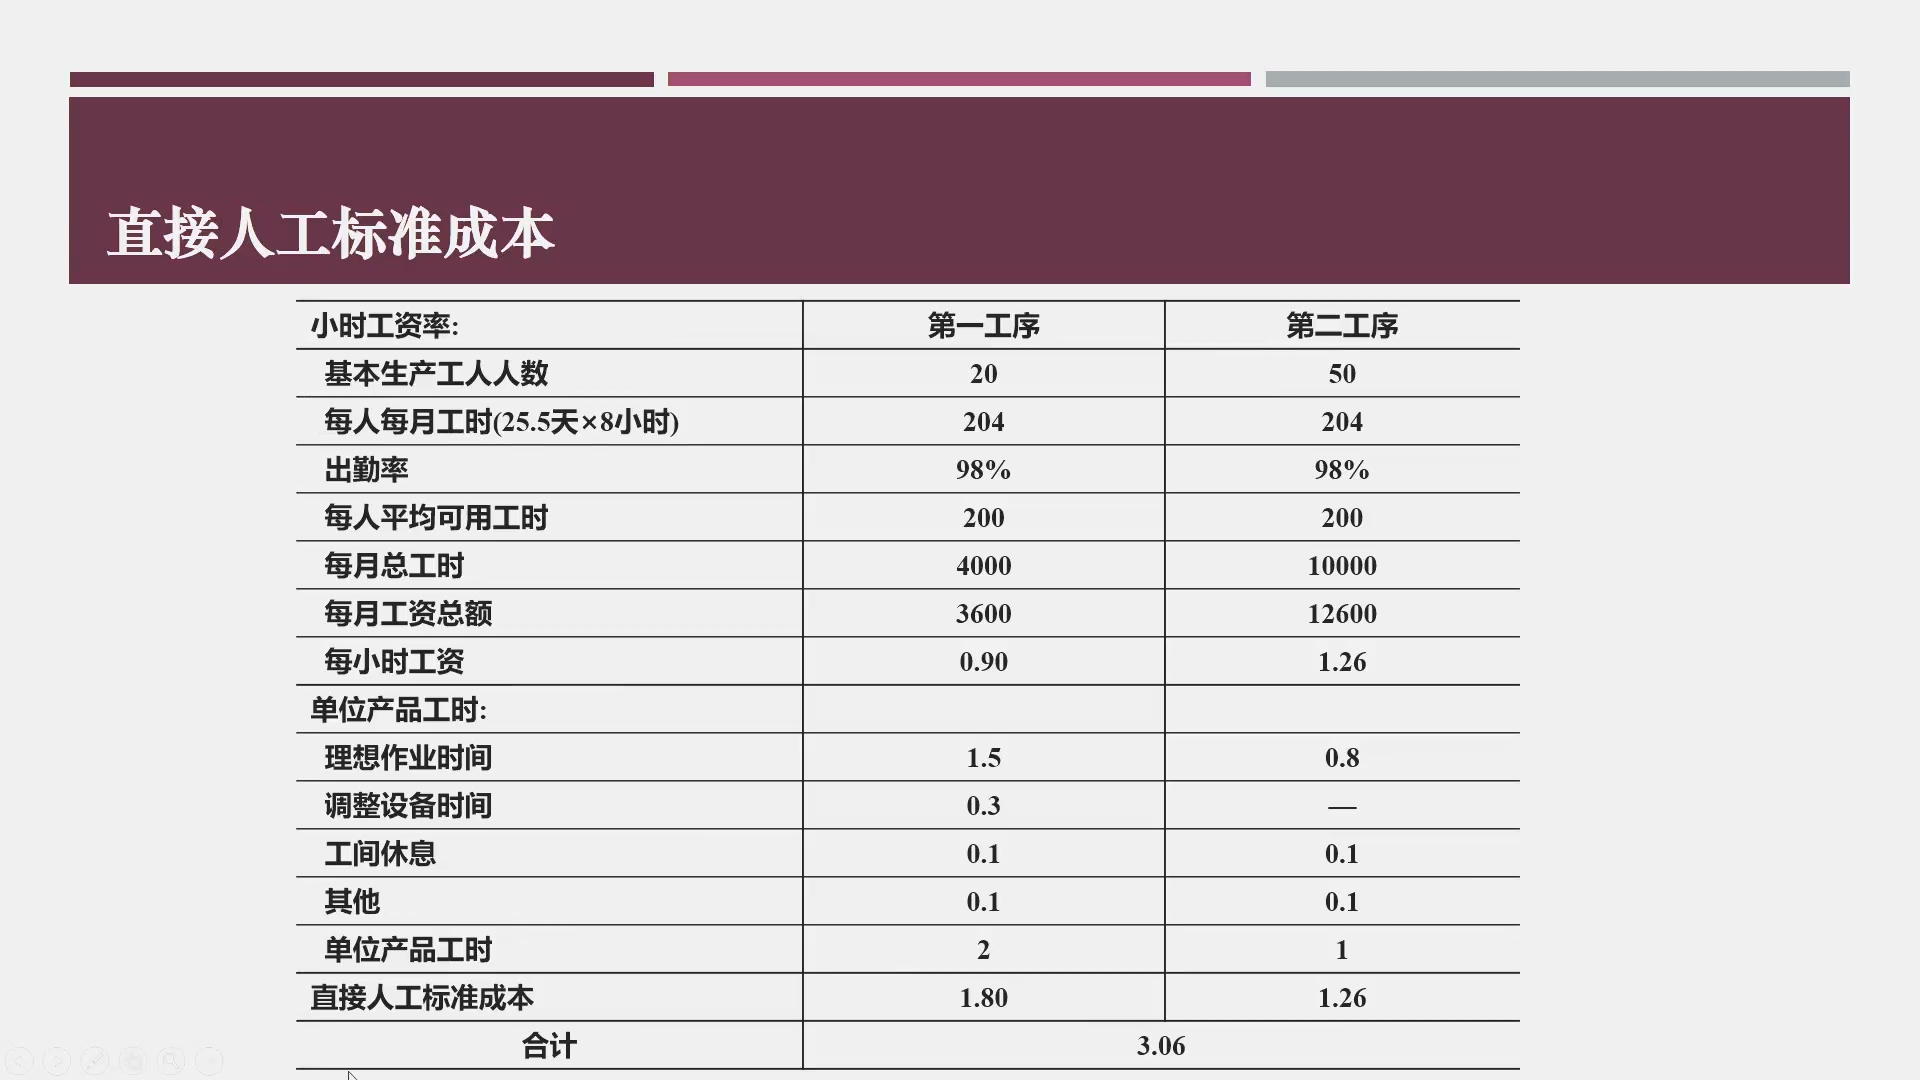 直接人工标准成本
小时工资率: 第一工序 第二工序
基本生产工人人数 20 50
每人每月工时(25.5天×8小时) 204 204
出勤率 98% 98%
每人平均可用工时 200 200
每月总工时 4000 10000
每月工资总额 3600 12600
每小时工资 0.90 1.26
单位产品工时:
理想作业时间 1.5 0.8
调整设备时间 0.3 —
工间休息 0.1 0.1
其他 0.1 0.1
单位产品工时 2 1
直接人工标准成本 1.80 1.26
合计 3.06